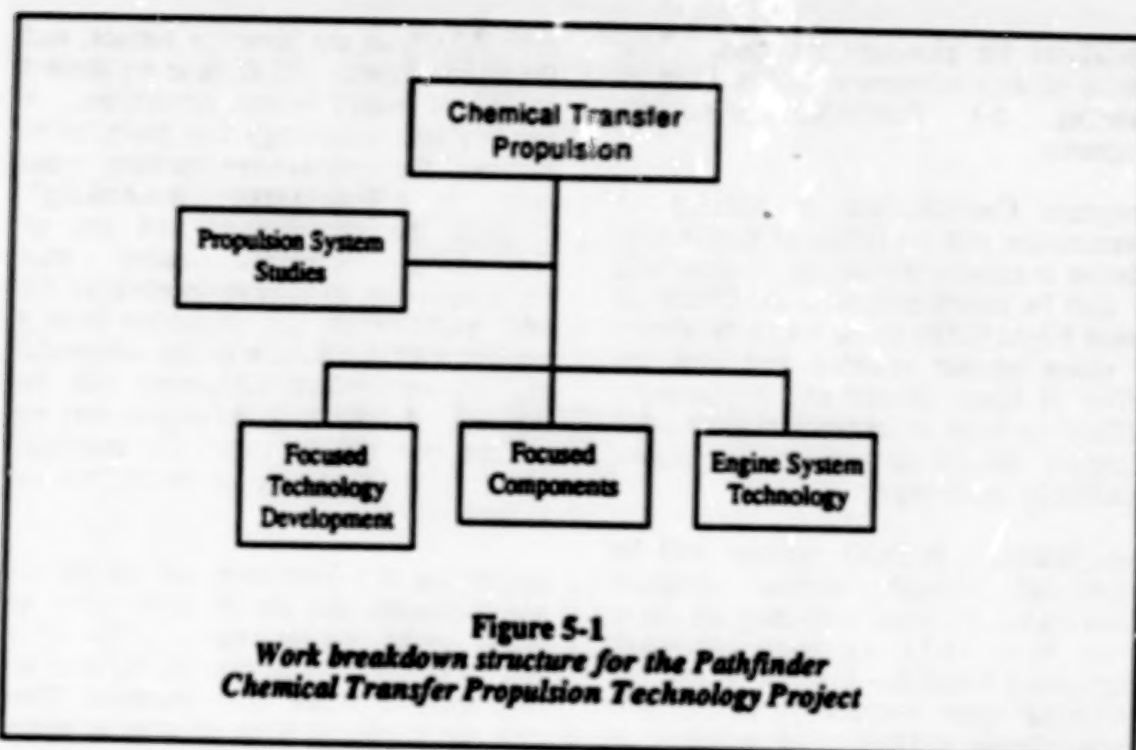 Chemical Transfer
Propulsion
Propulsion System
Studies
Focused
Technology
Development
Focused
Components
Engine System
Technology
Figure 5-1
Work breakdown structure for the Pathfinder
Chemical Transfer Propulsion Technology Project